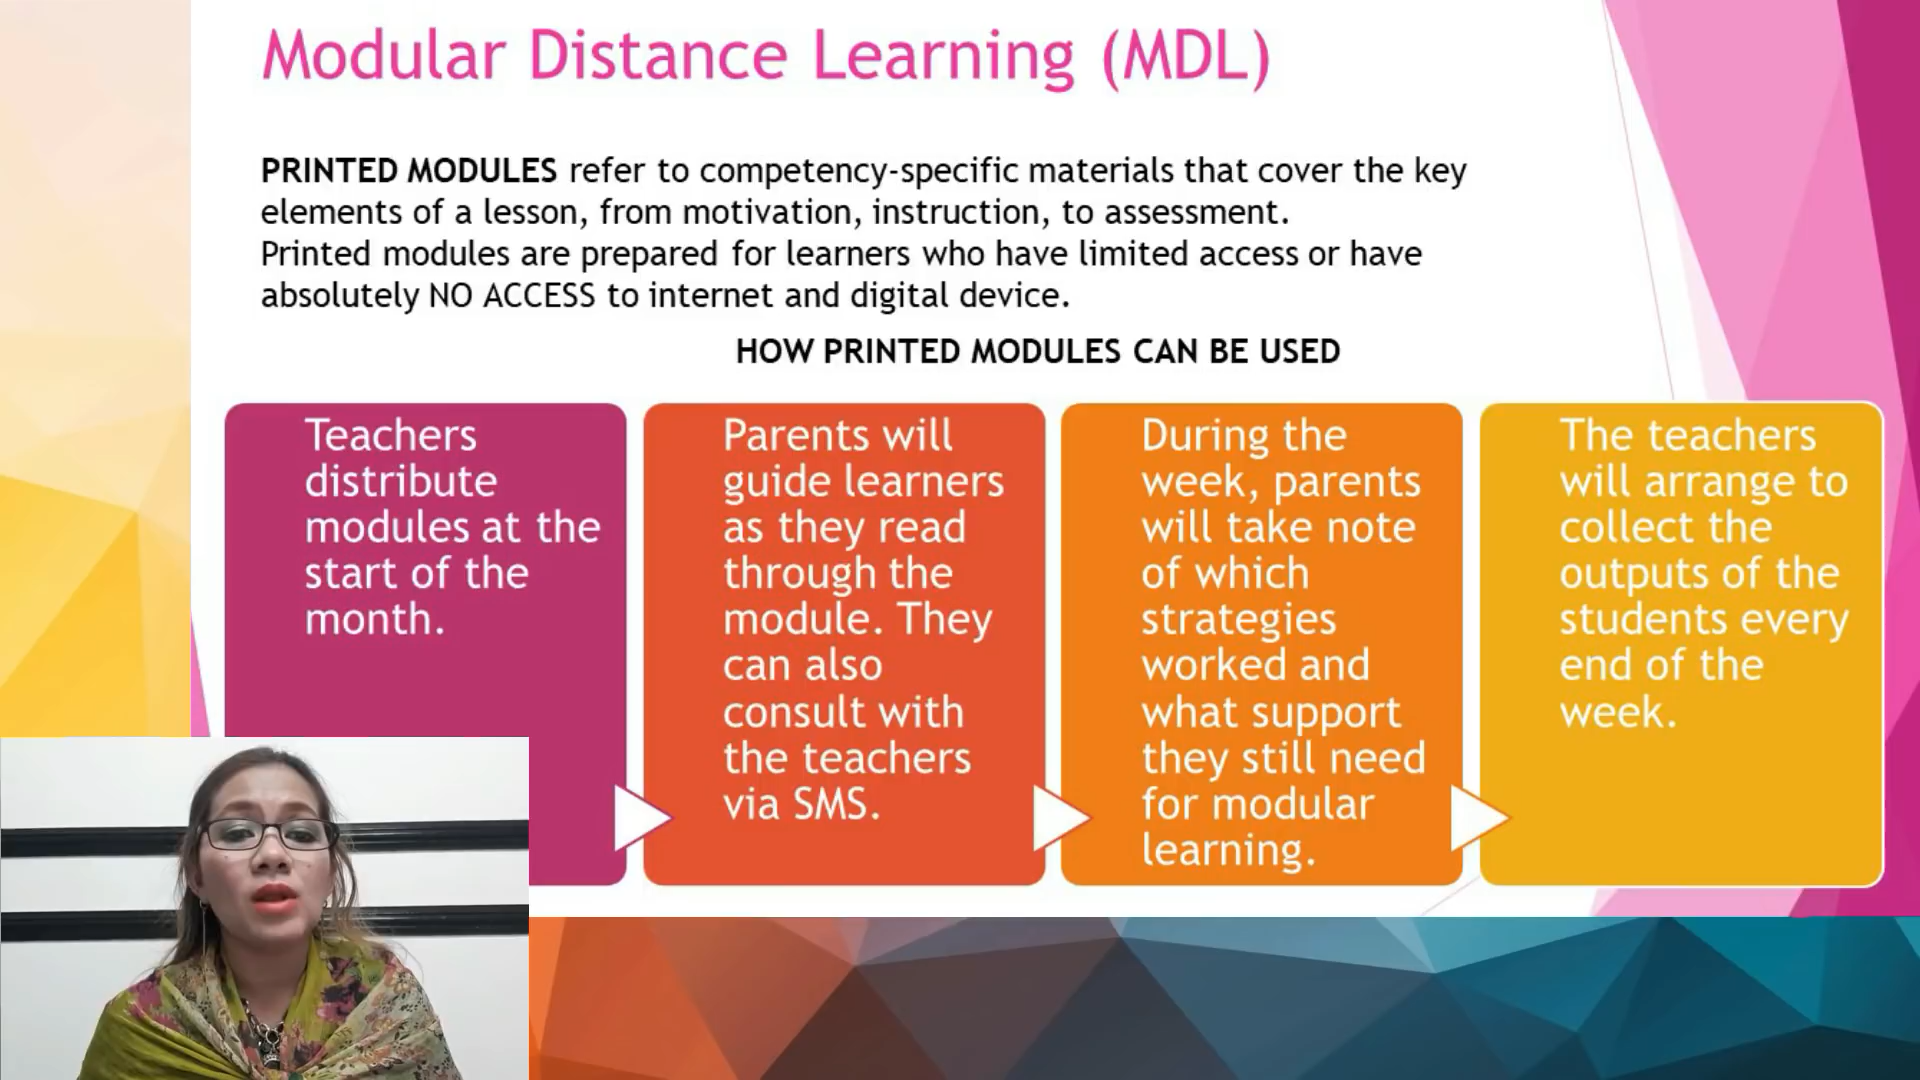 Modular Distance Learning (MDL)
PRINTED MODULES refer to competency-specific materials that cover the key
elements of a lesson, from motivation, instruction, to assessment.
Printed modules are prepared for learners who have limited access or have
absolutely NO ACCESS to internet and digital device.
HOW PRINTED MODULES CAN BE USED
Teachers
distribute
modules at the
start of the
month.
Parents will
guide learners
as they read
through the
module. They
can also
consult with
the teachers
via SMS.
During the
week, parents
will take note
of which
strategies
worked and
what support
they still need
for modular
learning.
The teachers
will arrange to
collect the
outputs of the
students every
end of the
week.